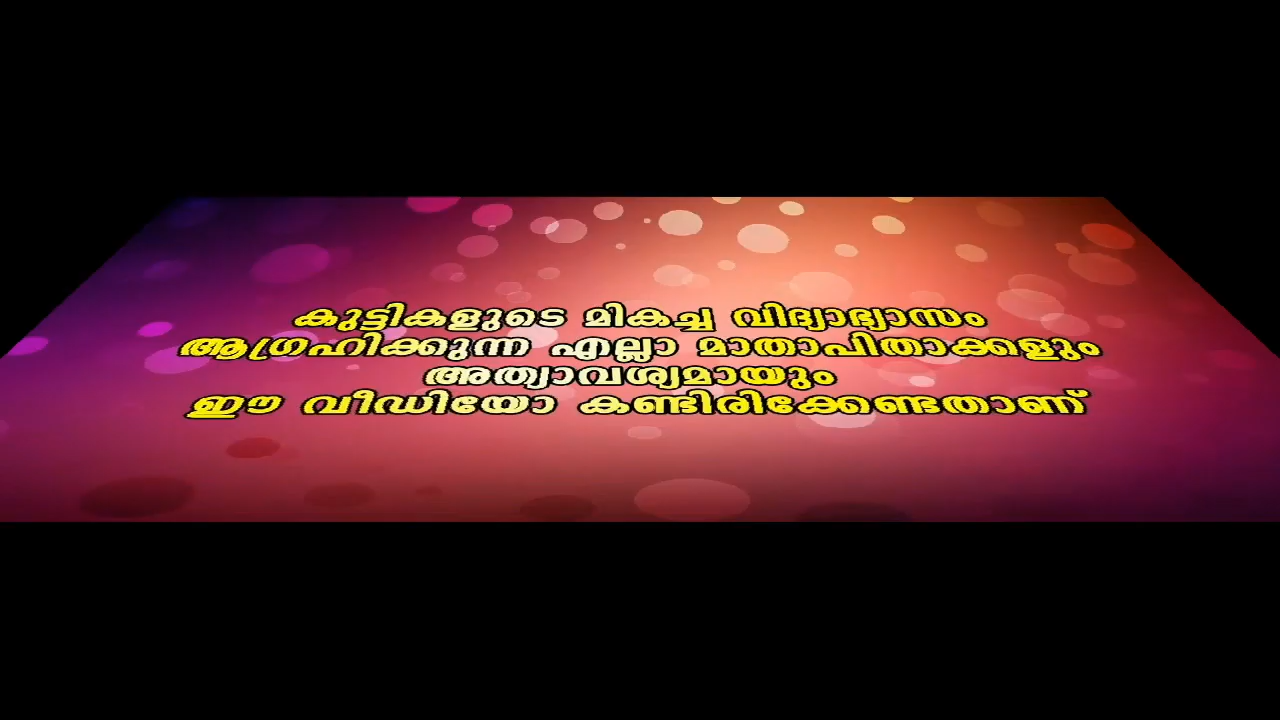 കുട്ടികളുടെ മികച്ച വിദ്യാഭ്യാസം
ആഗ്രഹിക്കുന്ന എല്ലാ മാതാപിതാക്കളും
അത്യാവശ്യമായും
ഈ വീഡിയോ കണ്ടിരിക്കേണ്ടതാണ്